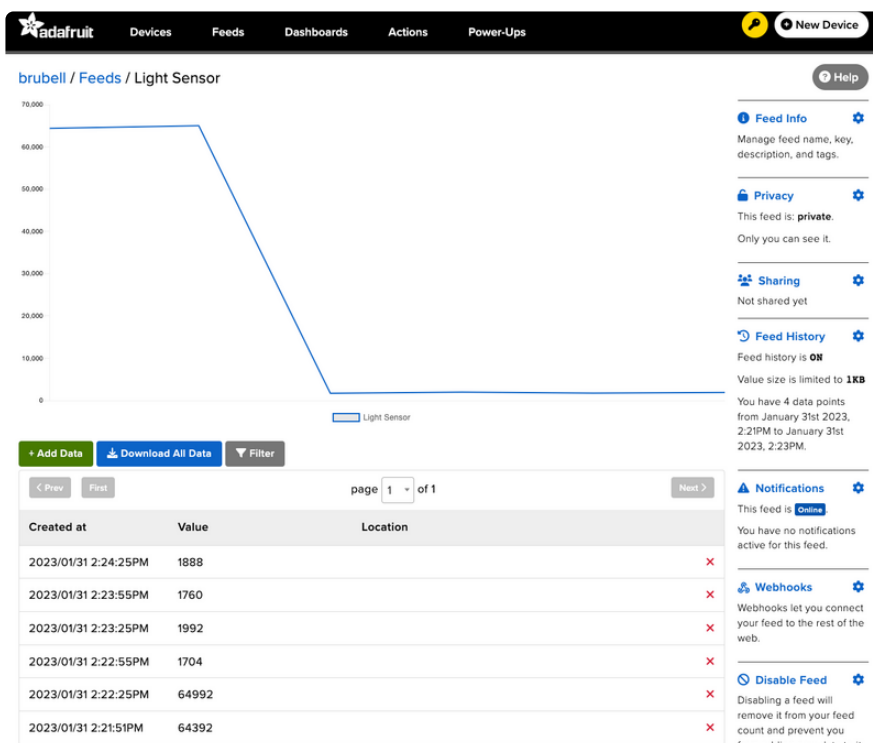 adafruit Devices Feeds Dashboards Actions Power-Ups New Device
brubell / Feeds / Light Sensor
Help
70,000
60,000
50,000
40,000
30,000
20,000
10,000
0
Light Sensor
+ Add Data Download All Data Filter
< Prev First page 1 of 1 Next >
Created at Value Location
2023/01/31 2:24:25PM 1888 ×
2023/01/31 2:23:55PM 1760 ×
2023/01/31 2:23:25PM 1992 ×
2023/01/31 2:22:55PM 1704 ×
2023/01/31 2:22:25PM 64992 ×
2023/01/31 2:21:51PM 64392 ×
Feed Info
Manage feed name, key,
description, and tags.
Privacy
This feed is: private.
Only you can see it.
Sharing
Not shared yet
Feed History
Feed history is ON
Value size is limited to 1KB
You have 4 data points
from January 31st 2023,
2:21PM to January 31st
2023, 2:23PM.
Notifications
This feed is Online.
You have no notifications
active for this feed.
Webhooks
Webhooks let you connect
your feed to the rest of the
web.
Disable Feed
Disabling a feed will
remove it from your feed
count and prevent you